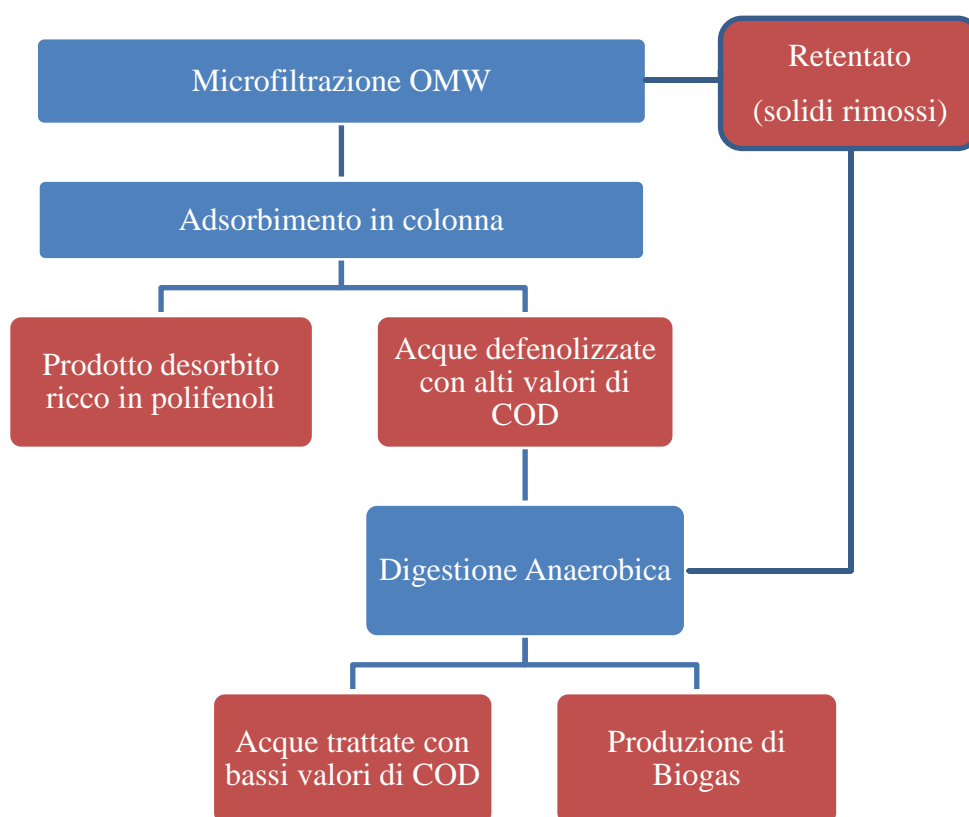 Microfiltrazione OMW
Retentato
(solidi rimossi)
Adsorbimento in colonna
Prodotto desorbito
ricco in polifenoli
Acque defenolizzate
con alti valori di
COD
Digestione Anaerobica
Acque trattate con
bassi valori di COD
Produzione di
Biogas